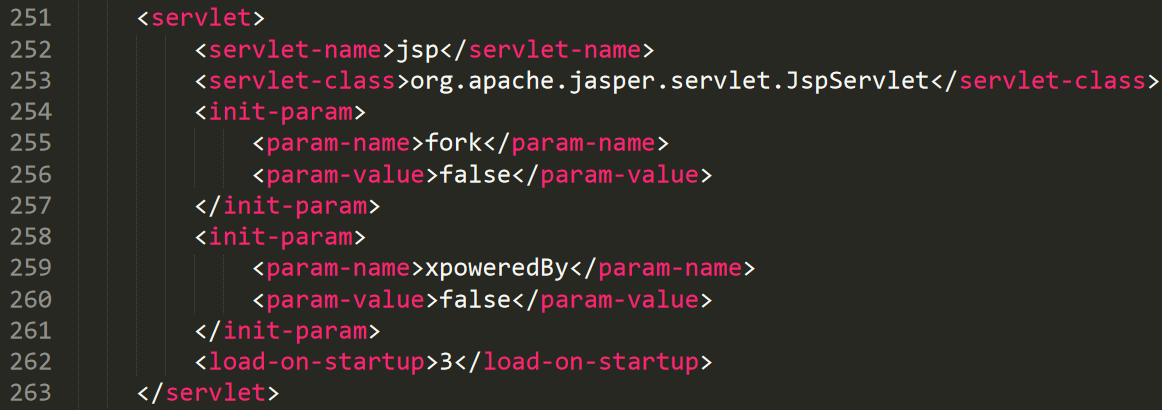 251 <servlet>
252 <servlet-name>jsp</servlet-name>
253 <servlet-class>org.apache.jasper.servlet.JspServlet</servlet-class>
254 <init-param>
255 <param-name>fork</param-name>
256 <param-value>false</param-value>
257 </init-param>
258 <init-param>
259 <param-name>xpoweredBy</param-name>
260 <param-value>false</param-value>
261 </init-param>
262 <load-on-startup>3</load-on-startup>
263 </servlet>